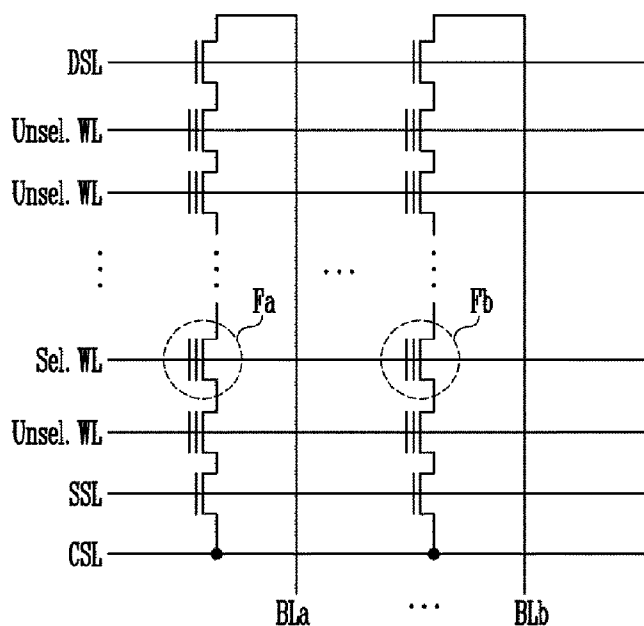 DSL
Unsel. WL
Unsel. WL
Fa
Fb
Sel. WL
Unsel. WL
SSL
CSL
BLa
BLb